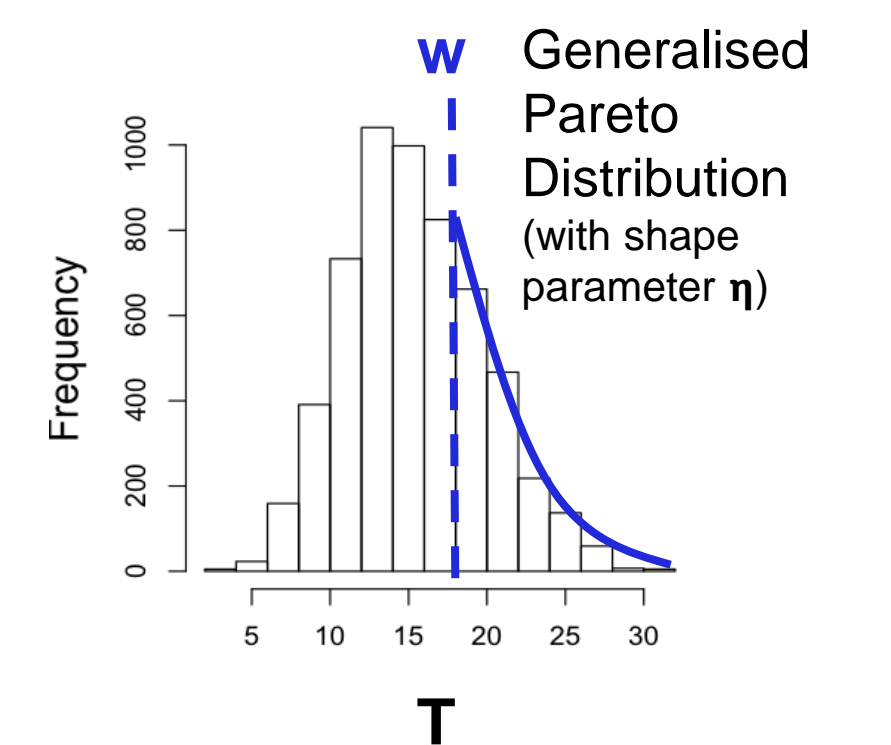 w
Generalised
Pareto
Distribution
(with shape
parameter η)
Frequency
1000
800
600
400
200
0
5 10 15 20 25 30
T